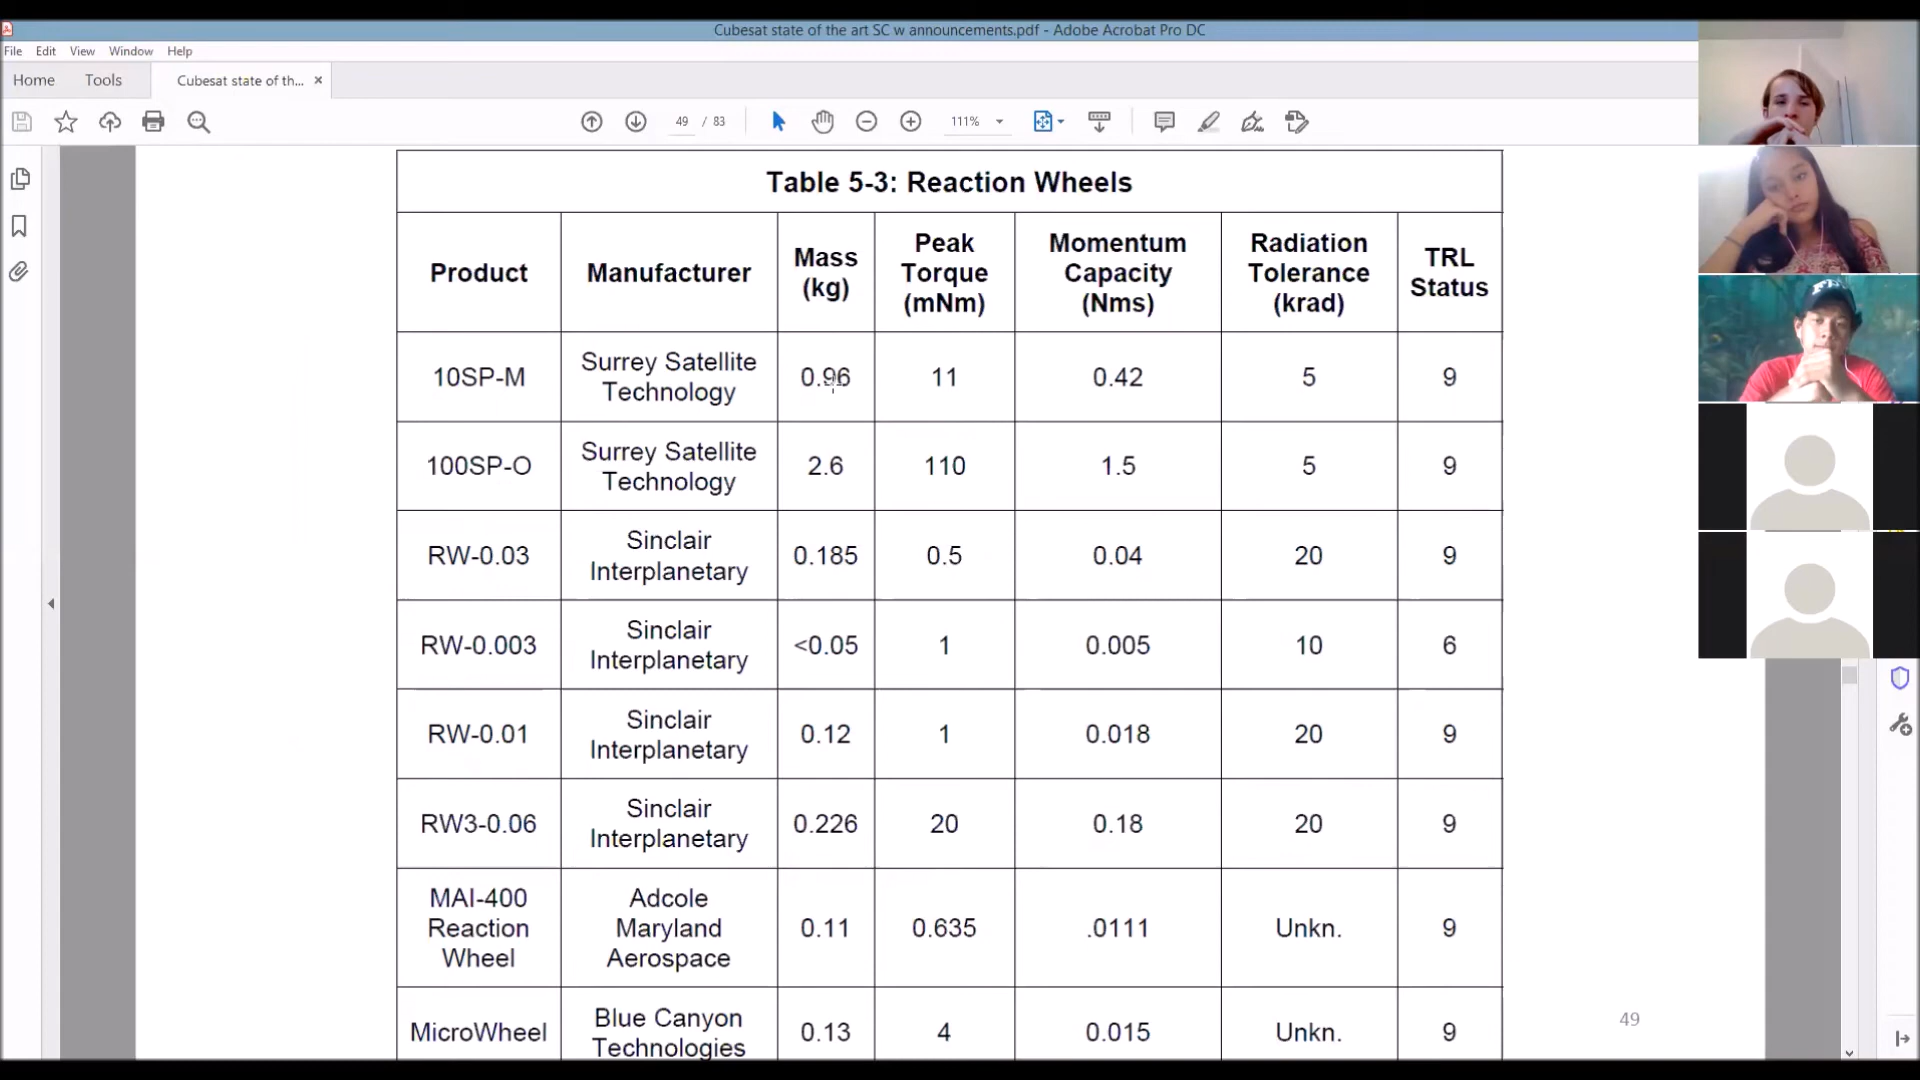 Cubesat state of the art SC w announcements.pdf - Adobe Acrobat Pro DC
File Edit View Window Help
Home Tools Cubesat state of th... ×
49 / 83 111%
Table 5-3: Reaction Wheels
Product Manufacturer Mass (kg) Peak Torque (mNm) Momentum Capacity (Nms) Radiation Tolerance (krad) TRL Status
10SP-M Surrey Satellite Technology 0.96 11 0.42 5 9
100SP-O Surrey Satellite Technology 2.6 110 1.5 5 9
RW-0.03 Sinclair Interplanetary 0.185 0.5 0.04 20 9
RW-0.003 Sinclair Interplanetary <0.05 1 0.005 10 6
RW-0.01 Sinclair Interplanetary 0.12 1 0.018 20 9
RW3-0.06 Sinclair Interplanetary 0.226 20 0.18 20 9
MAI-400 Reaction Wheel Adcole Maryland Aerospace 0.11 0.635 .0111 Unkn. 9
MicroWheel Blue Canyon Technologies 0.13 4 0.015 Unkn. 9
49